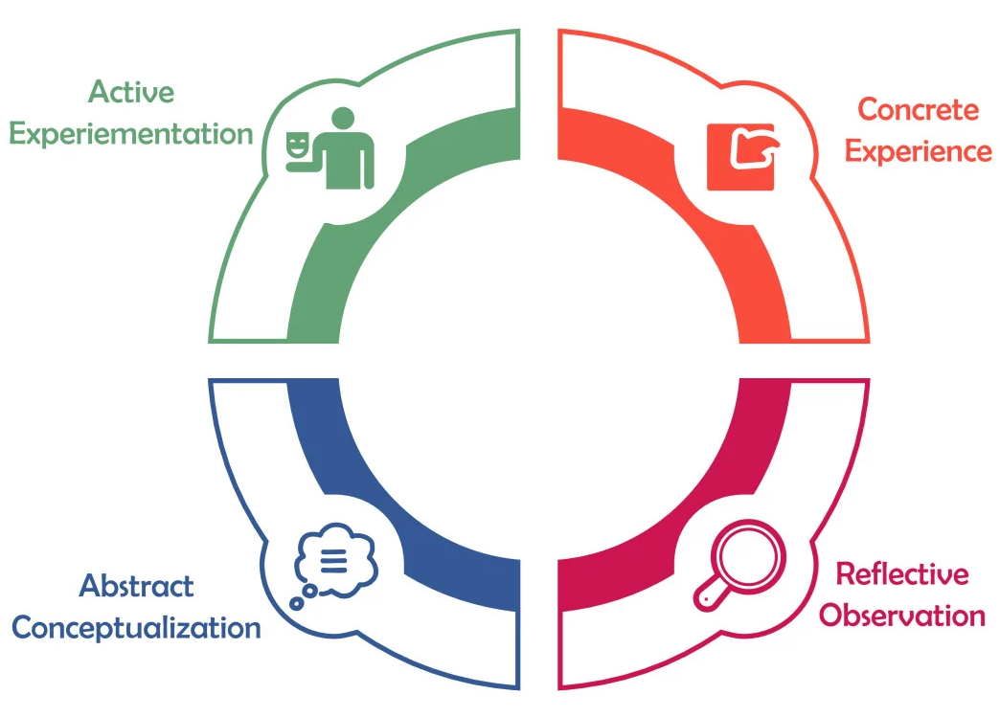 Active
Experiementation
Concrete
Experience
Abstract
Conceptualization
Reflective
Observation